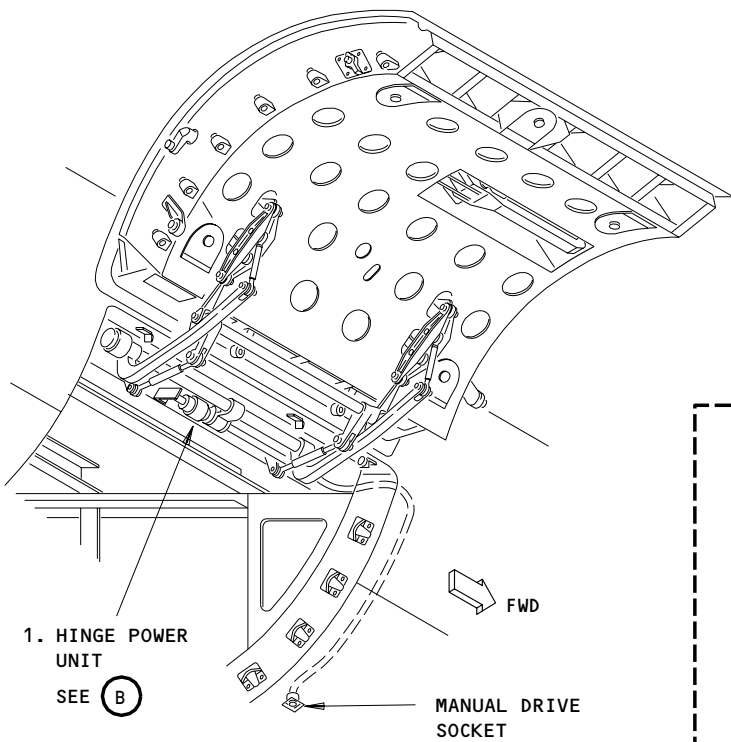 FWD
1. HINGE POWER
UNIT
SEE B
MANUAL DRIVE
SOCKET